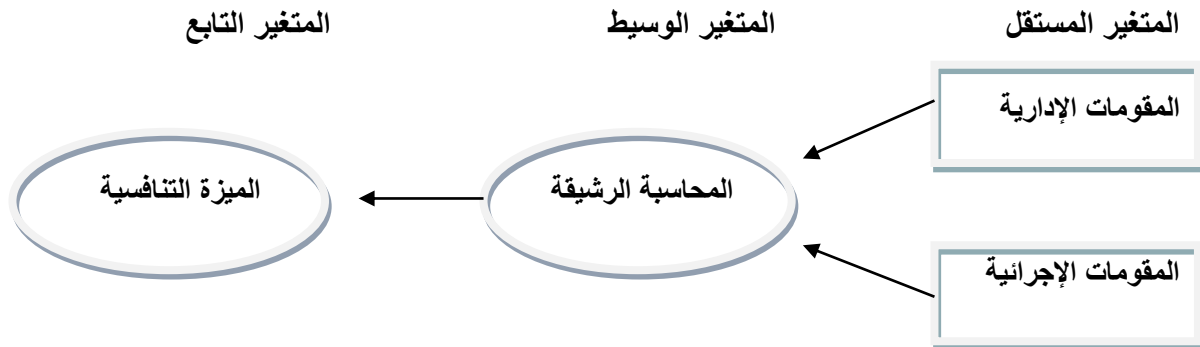 المتغير المستقل
المتغير الوسيط
المتغير التابع
المقومات الإدارية
المحاسبة الرشيقة
الميزة التنافسية
المقومات الإجرائية